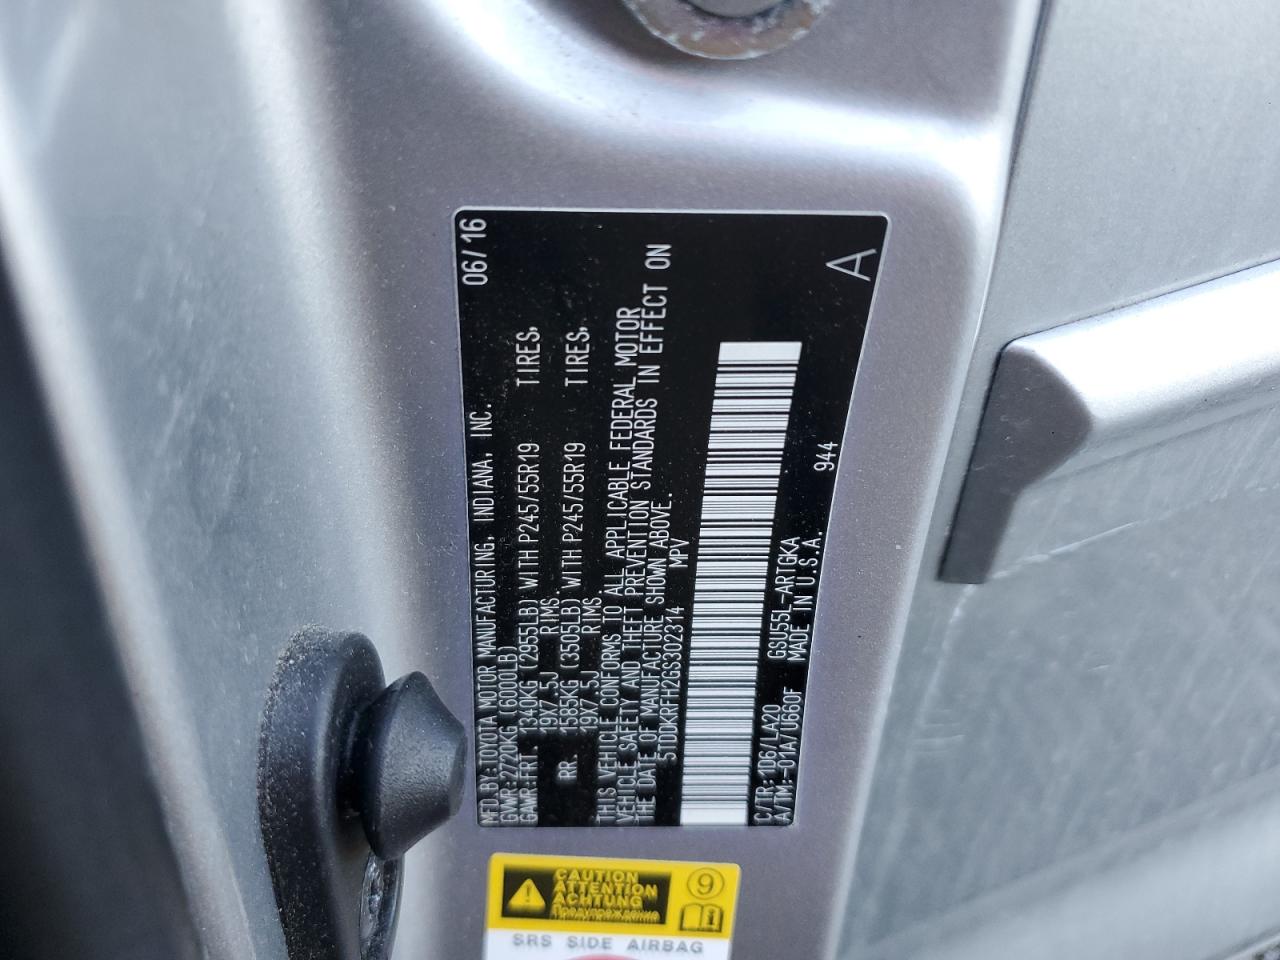 MFD.BY:TOYOTA MOTOR MANUFACTURING, INDIANA, INC. 06/16
GVWR:2720KG (6000LB)
GAWR:FRT. 1340KG (2955LB) WITH P245/55R19 TIRES,
19X7.5J RIMS.
RR. 1585KG (3505LB) WITH P245/55R19 TIRES,
19X7.5J RIMS.
THIS VEHICLE CONFORMS TO ALL APPLICABLE FEDERAL MOTOR
VEHICLE SAFETY AND THEFT PREVENTION STANDARDS IN EFFECT ON
THE DATE OF MANUFACTURE SHOWN ABOVE.
5TDDKRFH2GS302314 MPV
C/TR:1D6/LA20 GSU55L-ARTGKA
A/TM:-01A/U660F MADE IN U.S.A. 944
A
CAUTION
ATTENTION
ACHTUNG
Предупреждение
9
i
SRS SIDE AIRBAG